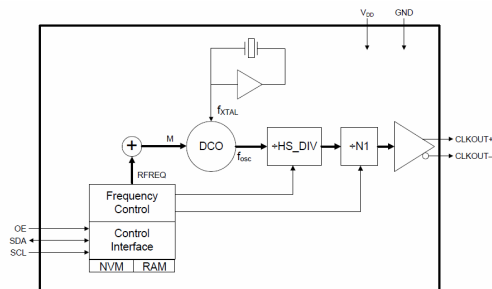 VDD GND
fXTAL
+ M DCO fosc ÷HS_DIV ÷N1 CLKOUT+
CLKOUT–
RFREQ
Frequency
Control
OE
SDA
SCL
Control
Interface
NVM RAM